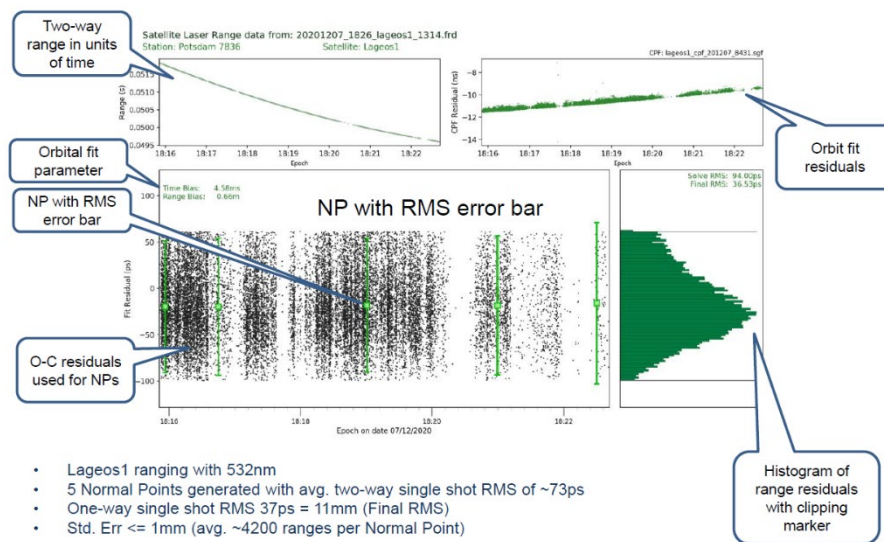 Two-way
range in units
of time
Satellite Laser Range data from: 20201207_1826_lageos1_1314.frd
Station: Potsdam 7836 Satellite: Lageos1
CPF: lageos1_cpf_201207_8431.sgf
Range (s)
0.0515
0.0510
0.0505
0.0500
0.0495
18:16 18:17 18:18 18:19 18:20 18:21 18:22
Epoch
CPF Residual (ns)
−8
−10
−12
−14
18:16 18:17 18:18 18:19 18:20 18:21 18:22
Epoch
Orbit fit
residuals
Orbital fit
parameter
NP with RMS
error bar
O-C residuals
used for NPs
Time Bias: 4.58ms
Range Bias: 0.66m
NP with RMS error bar
Solve RMS: 94.00ps
Final RMS: 36.53ps
Fit Residual (ps)
100
50
0
−50
−100
18:20 18:22
Epoch on date 07/12/2020
Histogram of
range residuals
with clipping
marker
• Lageos1 ranging with 532nm
• 5 Normal Points generated with avg. two-way single shot RMS of ~73ps
• One-way single shot RMS 37ps = 11mm (Final RMS)
• Std. Err <= 1mm (avg. ~4200 ranges per Normal Point)